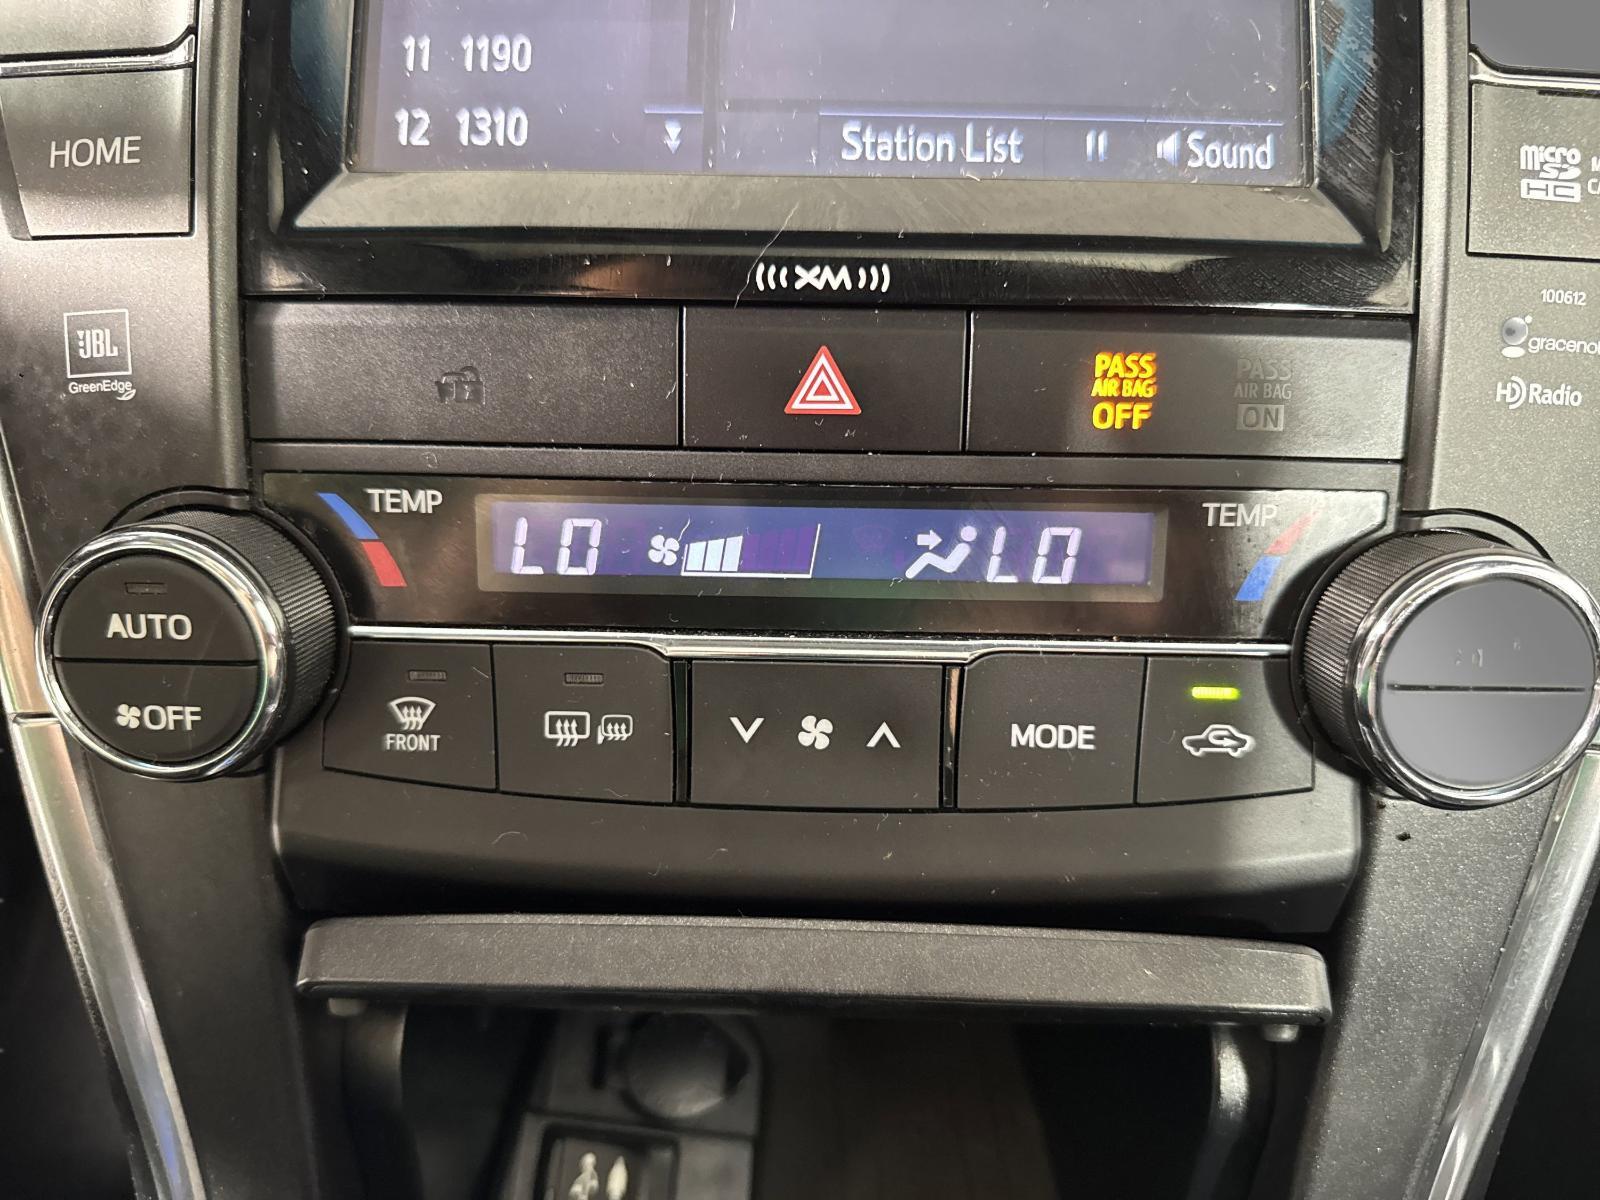 11 1190
12 1310
Station List
Sound
HOME
micro
SD
HC
XM
100612
JBL
GreenEdge
PASS
AIR BAG
OFF
PASS
AIR BAG
ON
HD Radio
TEMP
LO
LO
TEMP
AUTO
OFF
FRONT
MODE